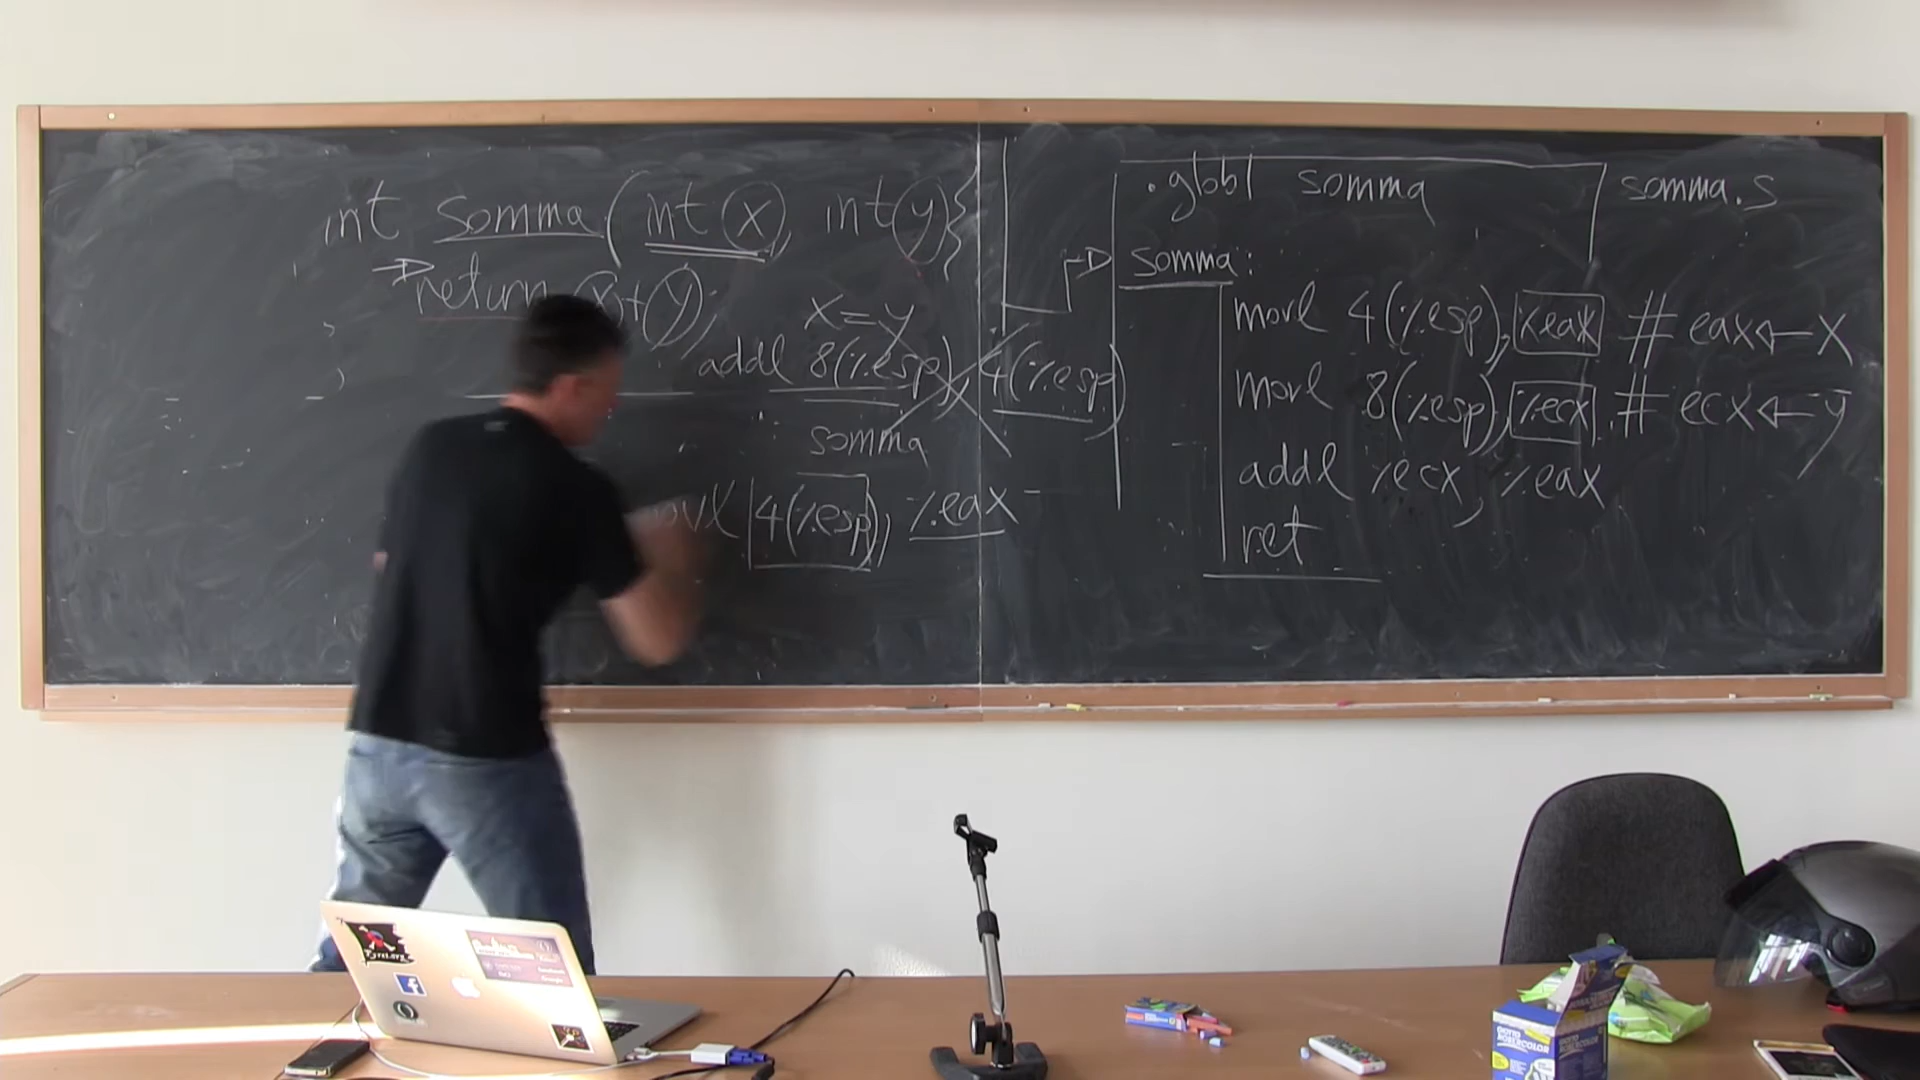 int somma(int x, int y){
return (x)+(y);
x=y
addl 8(%esp), 4(%esp)
somma
movl 4(%esp), %eax
.globl somma
somma.s
somma:
movl 4(%esp), %eax # eax←x
movl 8(%esp), %ecx # ecx←y
addl %ecx, %eax
ret